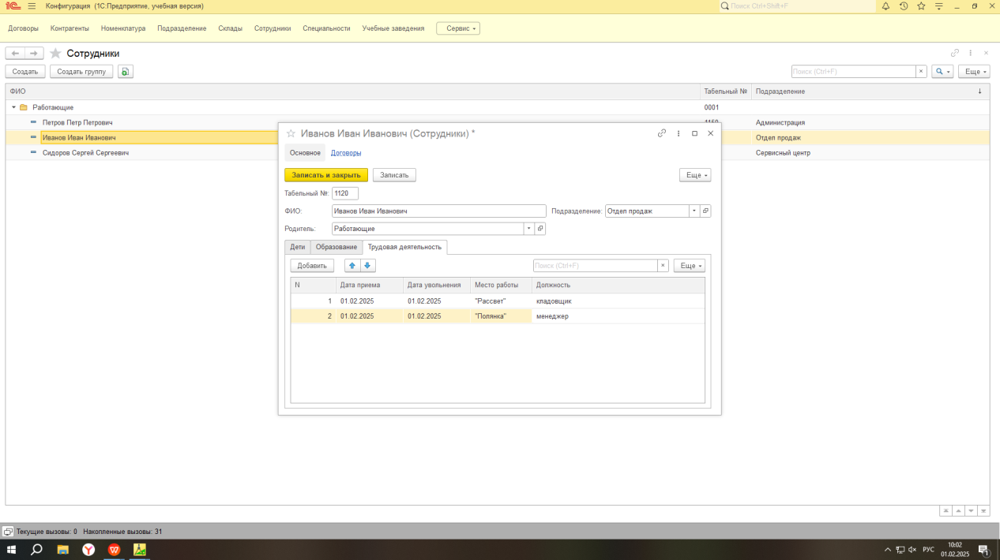 1С Конфигурация (1С:Предприятие, учебная версия) Поиск Ctrl+Shift+F
Договоры Контрагенты Номенклатура Подразделение Склады Сотрудники Специальности Учебные заведения Сервис
Сотрудники
Создать Создать группу Поиск (Ctrl+F) × Еще
ФИО Табельный № Подразделение ↓
Работающие 0001
Петров Петр Петрович Администрация
Иванов Иван Иванович Отдел продаж
Сидоров Сергей Сергеевич Сервисный центр
Иванов Иван Иванович (Сотрудники) *
Основное Договоры
Записать и закрыть Записать Еще
Табельный №: 1120
ФИО: Иванов Иван Иванович Подразделение: Отдел продаж
Родитель: Работающие
Дети Образование Трудовая деятельность
Добавить Поиск (Ctrl+F) × Еще
N Дата приема Дата увольнения Место работы Должность
1 01.02.2025 01.02.2025 "Рассвет" кладовщик
2 01.02.2025 01.02.2025 "Полянка" менеджер
Текущие вызовы: 0 Накопленные вызовы: 31
РУС 10:02
01.02.2025 1